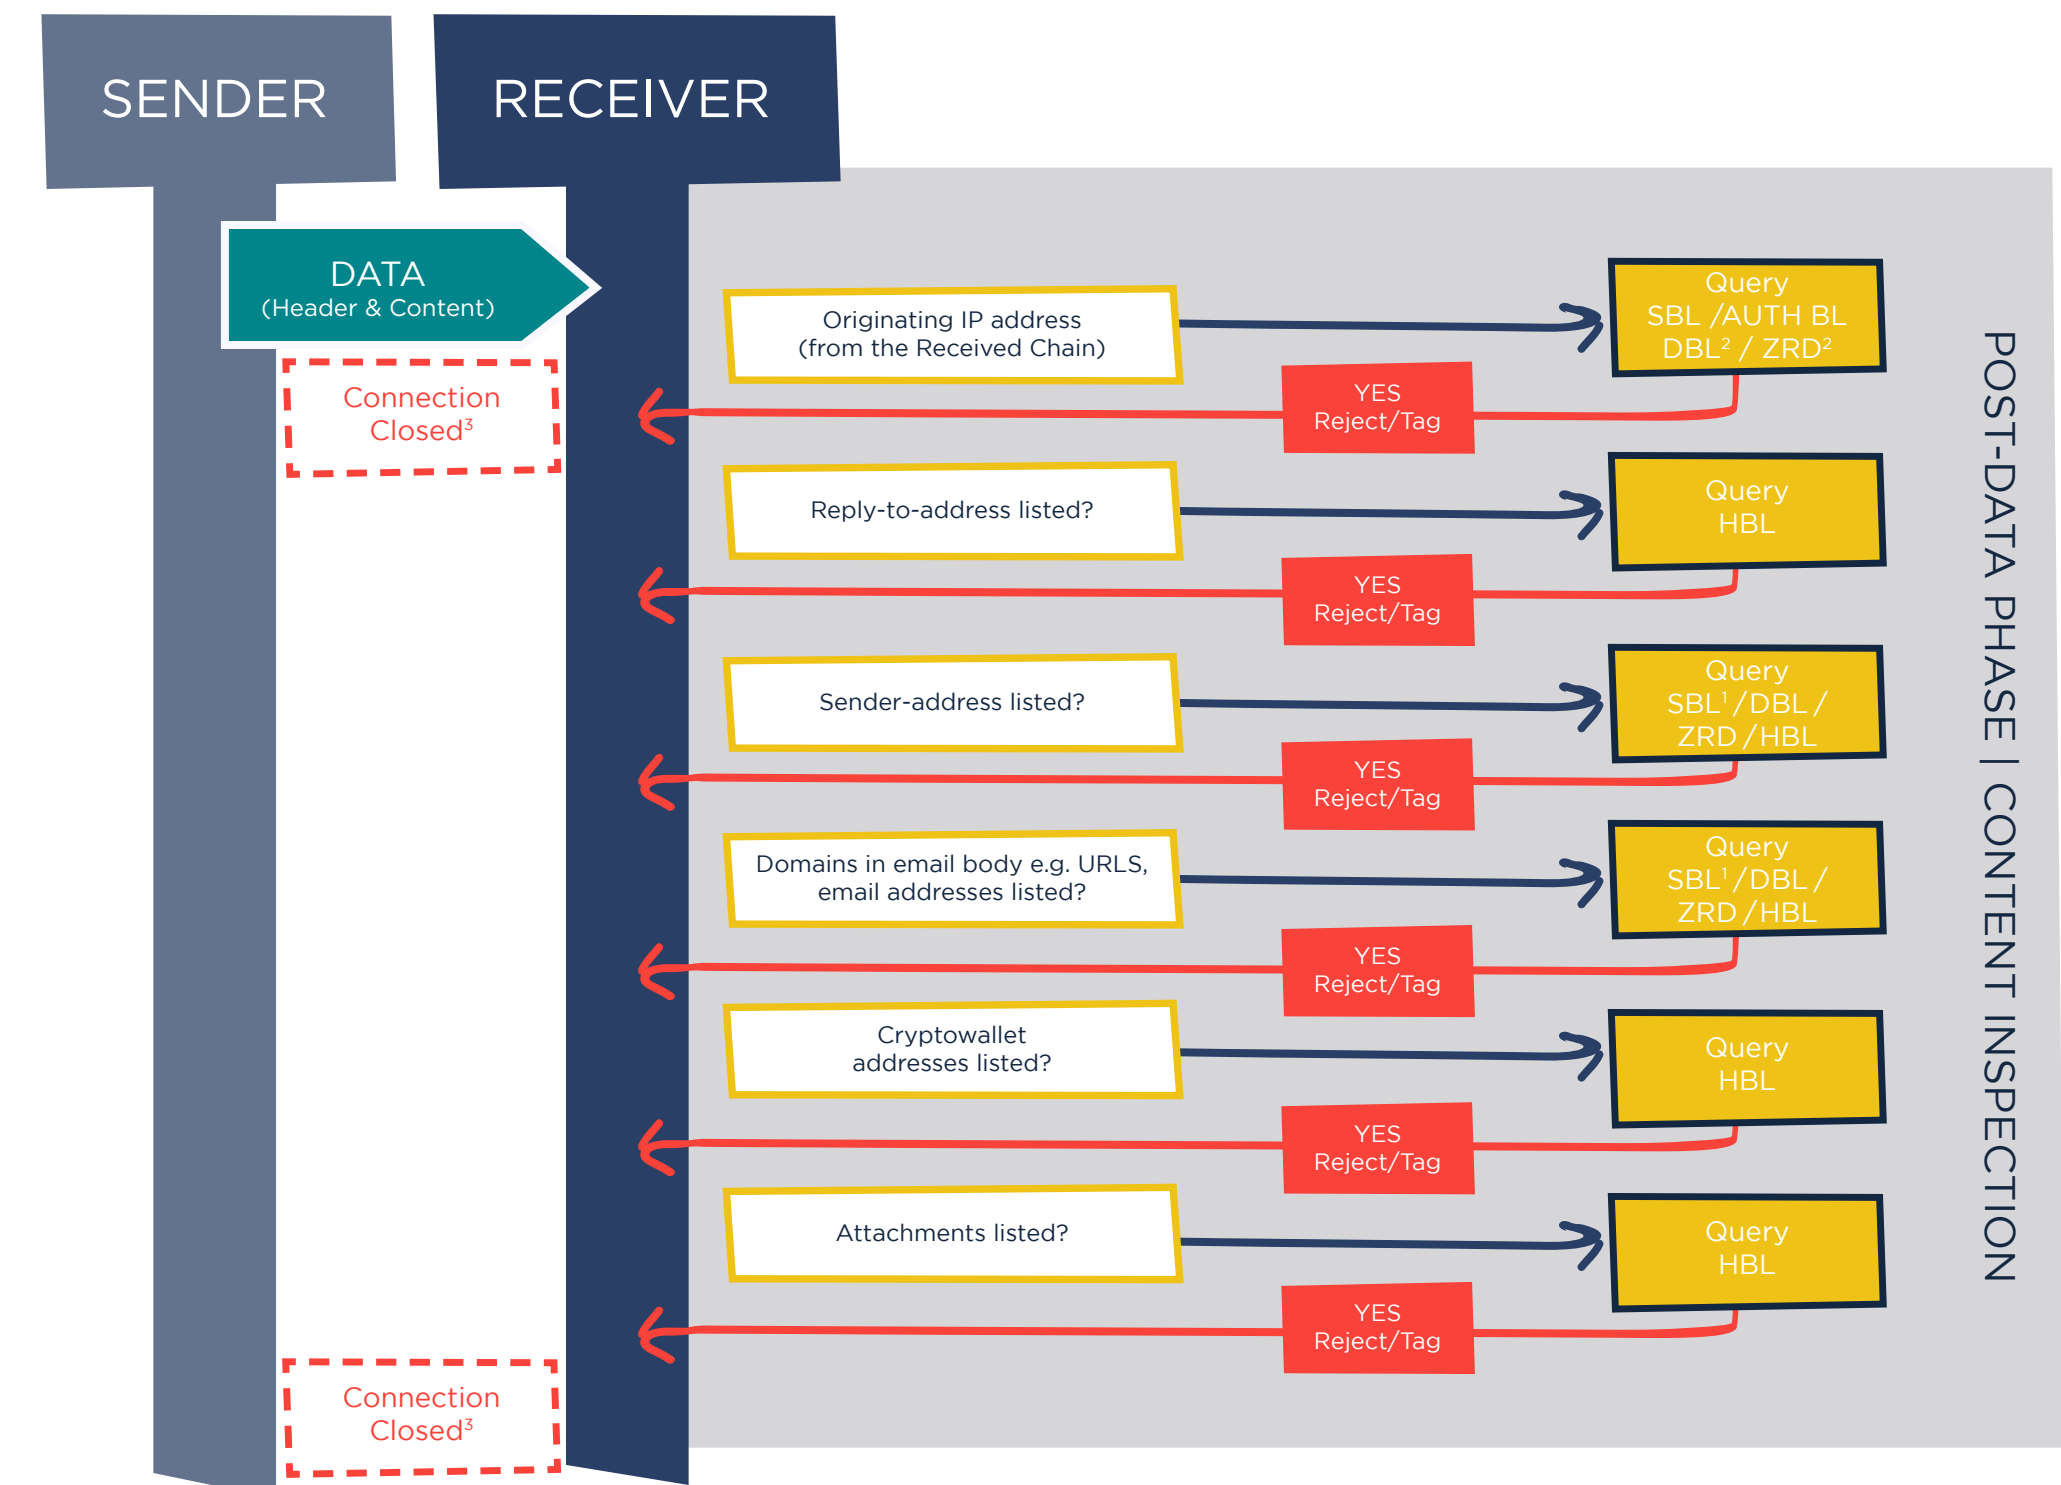 SENDER
RECEIVER
DATA
(Header & Content)
Originating IP address
(from the Received Chain)
Query
SBL /AUTH BL
DBL² / ZRD²
Connection
Closed³
YES
Reject/Tag
Reply-to-address listed?
Query
HBL
YES
Reject/Tag
Sender-address listed?
Query
SBL¹/DBL/
ZRD/HBL
YES
Reject/Tag
Domains in email body e.g. URLS,
email addresses listed?
Query
SBL¹/DBL/
ZRD/HBL
YES
Reject/Tag
Cryptowallet
addresses listed?
Query
HBL
YES
Reject/Tag
Attachments listed?
Query
HBL
YES
Reject/Tag
Connection
Closed³
POST-DATA PHASE | CONTENT INSPECTION